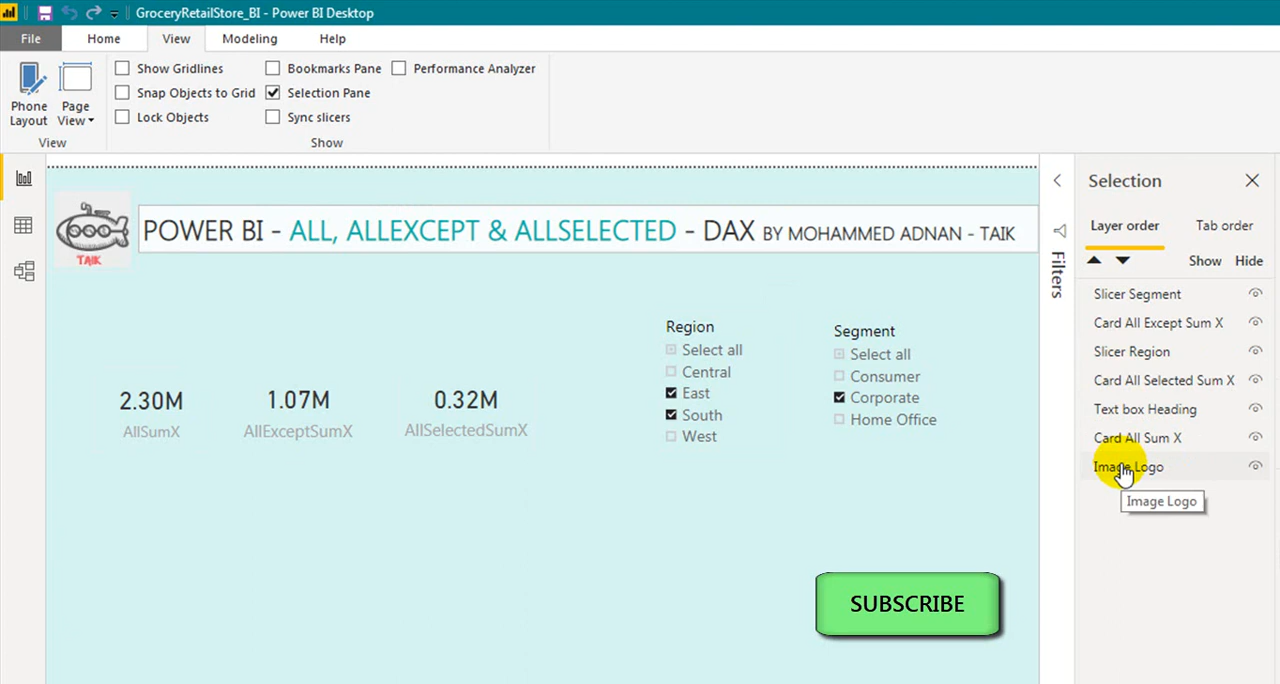 GroceryRetailStore_BI - Power BI Desktop
File Home View Modeling Help
Show Gridlines Bookmarks Pane Performance Analyzer
Snap Objects to Grid Selection Pane
Lock Objects Sync slicers
Phone Layout
Page View
View Show
TAIK
POWER BI - ALL, ALLEXCEPT & ALLSELECTED - DAX BY MOHAMMED ADNAN - TAIK
2.30M
AllSumX
1.07M
AllExceptSumX
0.32M
AllSelectedSumX
Region
Select all
Central
East
South
West
Segment
Select all
Consumer
Corporate
Home Office
SUBSCRIBE
Filters
Selection
Layer order Tab order
Show Hide
Slicer Segment
Card All Except Sum X
Slicer Region
Card All Selected Sum X
Text box Heading
Card All Sum X
Image Logo
Image Logo